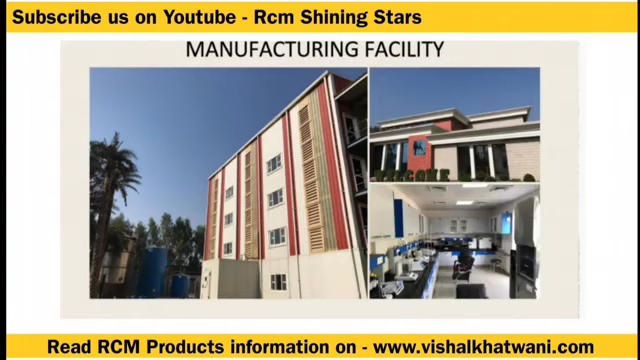 Subscribe us on Youtube - Rcm Shining Stars
MANUFACTURING FACILITY
Read RCM Products information on - www.vishalkhatwani.com